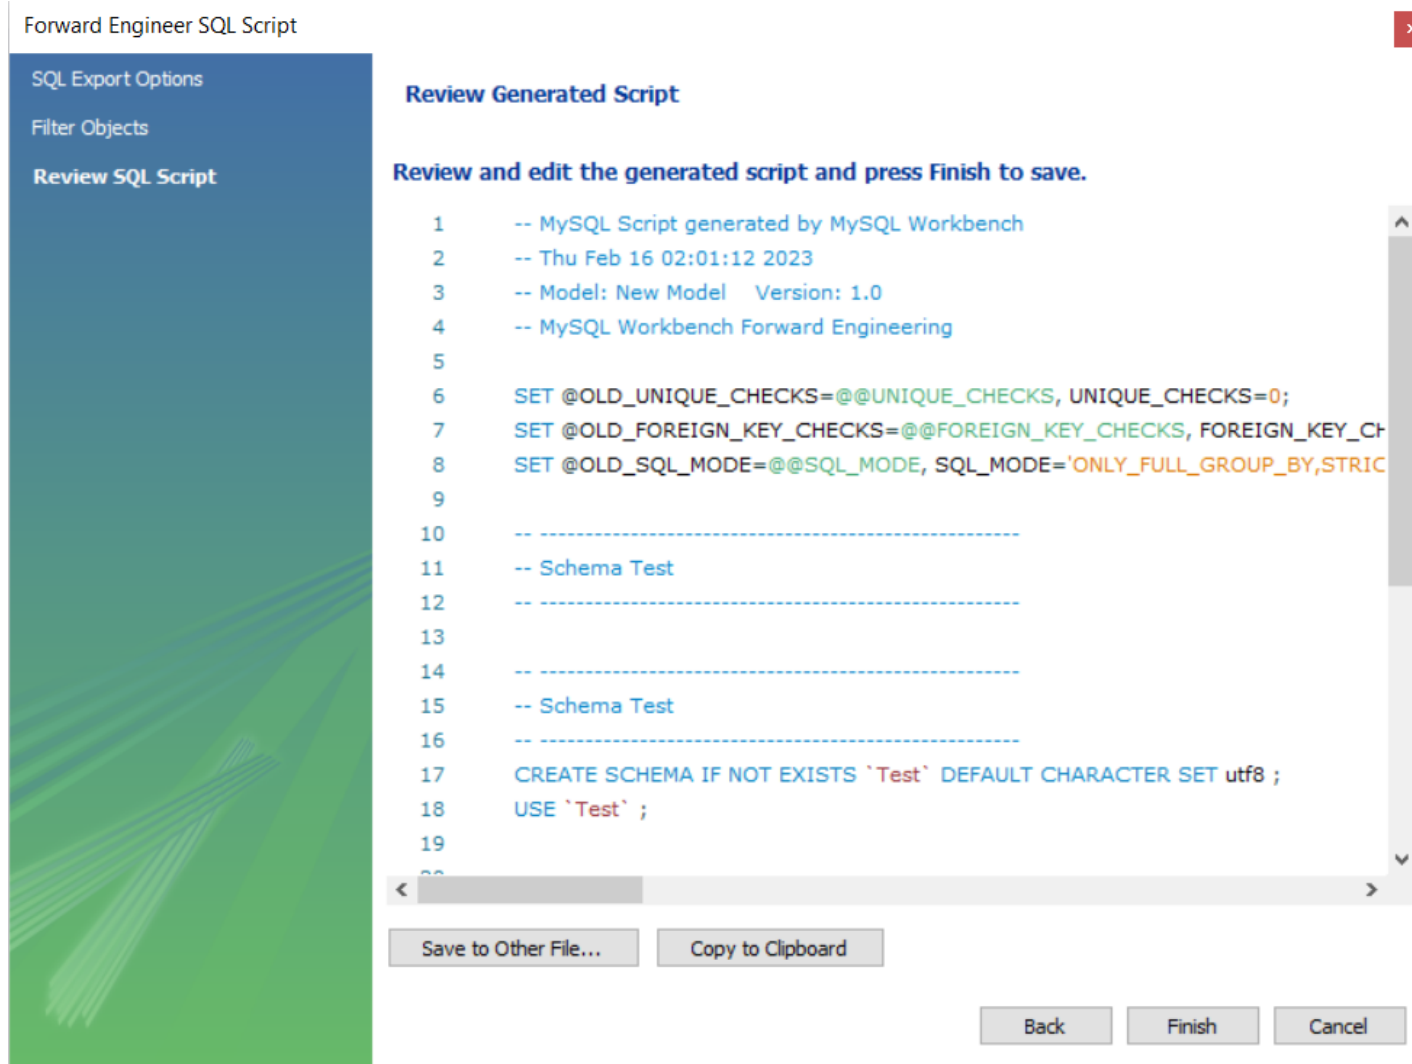 Forward Engineer SQL Script
SQL Export Options
Filter Objects
Review SQL Script
Review Generated Script
Review and edit the generated script and press Finish to save.
1 -- MySQL Script generated by MySQL Workbench
2 -- Thu Feb 16 02:01:12 2023
3 -- Model: New Model    Version: 1.0
4 -- MySQL Workbench Forward Engineering
5
6 SET @OLD_UNIQUE_CHECKS=@@UNIQUE_CHECKS, UNIQUE_CHECKS=0;
7 SET @OLD_FOREIGN_KEY_CHECKS=@@FOREIGN_KEY_CHECKS, FOREIGN_KEY_CH
8 SET @OLD_SQL_MODE=@@SQL_MODE, SQL_MODE='ONLY_FULL_GROUP_BY,STRIC
9
10 -- -----------------------------------------------------
11 -- Schema Test
12 -- -----------------------------------------------------
13
14 -- -----------------------------------------------------
15 -- Schema Test
16 -- -----------------------------------------------------
17 CREATE SCHEMA IF NOT EXISTS `Test` DEFAULT CHARACTER SET utf8 ;
18 USE `Test` ;
19
Save to Other File...
Copy to Clipboard
Back
Finish
Cancel